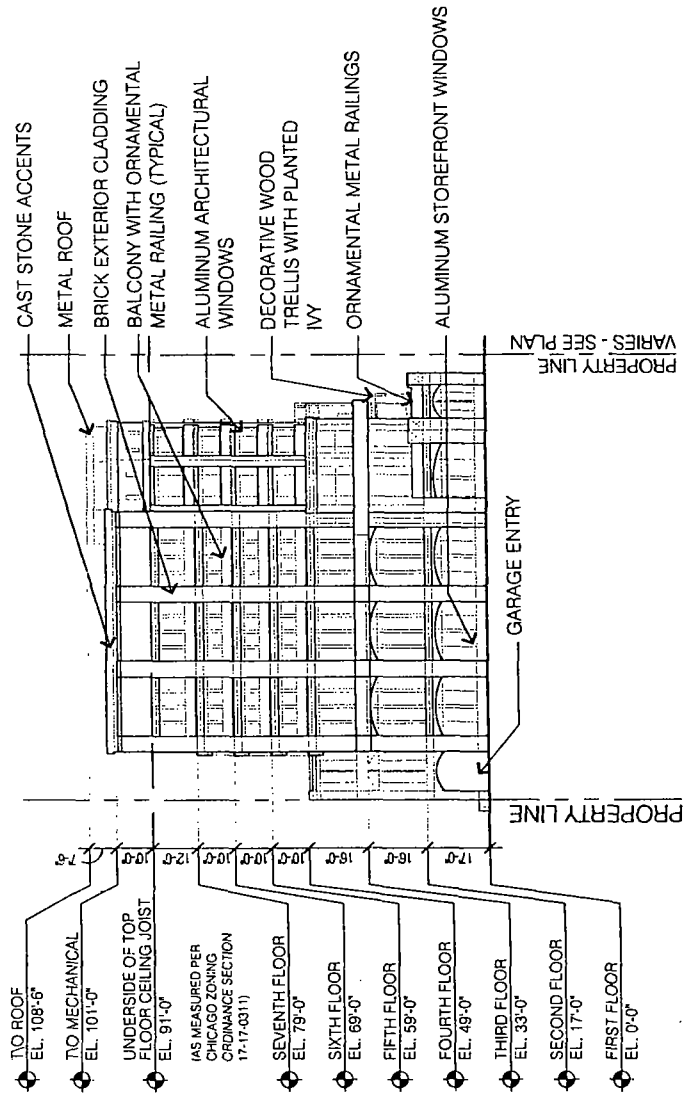 CAST STONE ACCENTS
METAL ROOF
BRICK EXTERIOR CLADDING
BALCONY WITH ORNAMENTAL
METAL RAILING (TYPICAL)
ALUMINUM ARCHITECTURAL
WINDOWS
DECORATIVE WOOD
TRELLIS WITH PLANTED
IVY
ORNAMENTAL METAL RAILINGS
ALUMINUM STOREFRONT WINDOWS
PROPERTY LINE
VARIES - SEE PLAN
GARAGE ENTRY
PROPERTY LINE
7'-6"
10'-0"
12'-0"
10'-0"
10'-0"
10'-0"
16'-0"
16'-0"
17'-0"
T/O ROOF
EL. 108'-6"
T/O MECHANICAL
EL. 101'-0"
UNDERSIDE OF TOP
FLOOR CEILING JOIST
EL. 91'-0"
(AS MEASURED PER
CHICAGO ZONING
ORDINANCE SECTION
17-17-0311)
SEVENTH FLOOR
EL. 79'-0"
SIXTH FLOOR
EL. 69'-0"
FIFTH FLOOR
EL. 59'-0"
FOURTH FLOOR
EL. 49'-0"
THIRD FLOOR
EL. 33'-0"
SECOND FLOOR
EL. 17'-0"
FIRST FLOOR
EL. 0'-0"